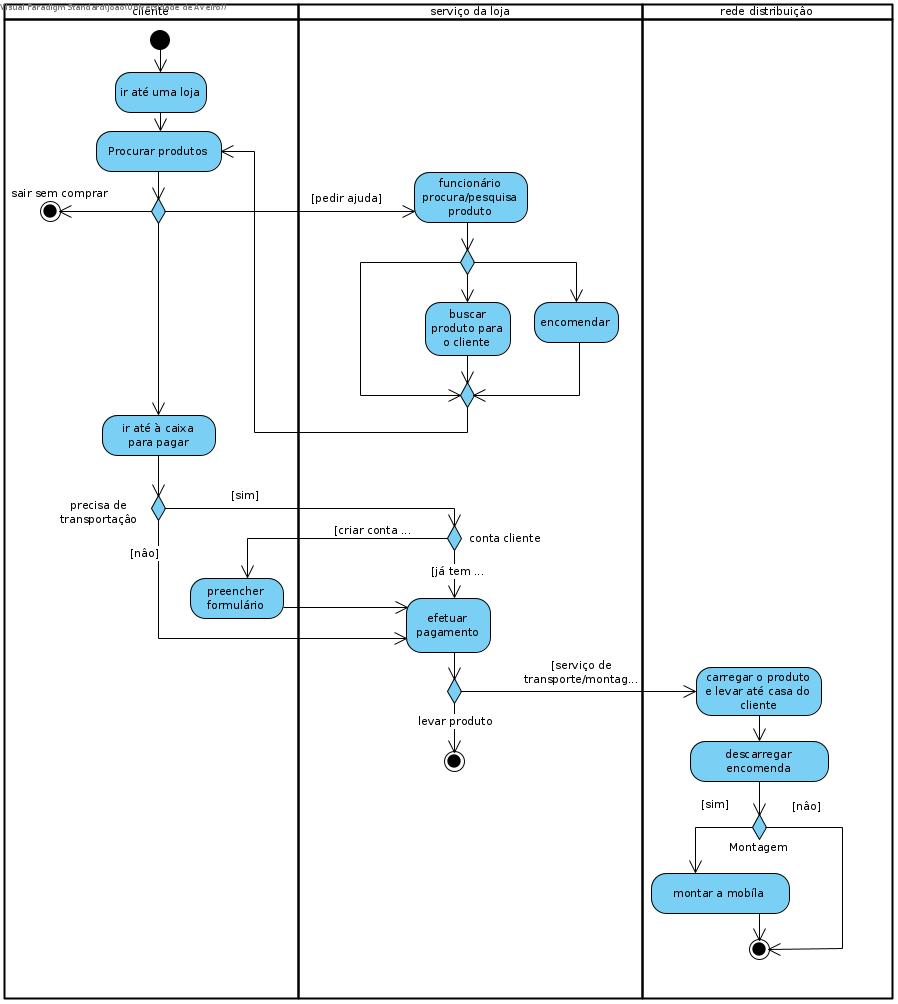 Visual Paradigm Standard(João(Universidade de Aveiro))
cliente
serviço da loja
rede distribuição
ir até uma loja
Procurar produtos
sair sem comprar
[pedir ajuda]
funcionário
procura/pesquisa
produto
buscar
produto para
o cliente
encomendar
ir até à caixa
para pagar
precisa de
transportação
[sim]
[não]
[criar conta ...
conta cliente
[já tem ...
preencher
formulário
efetuar
pagamento
[serviço de
transporte/montag...
levar produto
carregar o produto
e levar até casa do
cliente
descarregar
encomenda
[sim]
[não]
Montagem
montar a mobíla